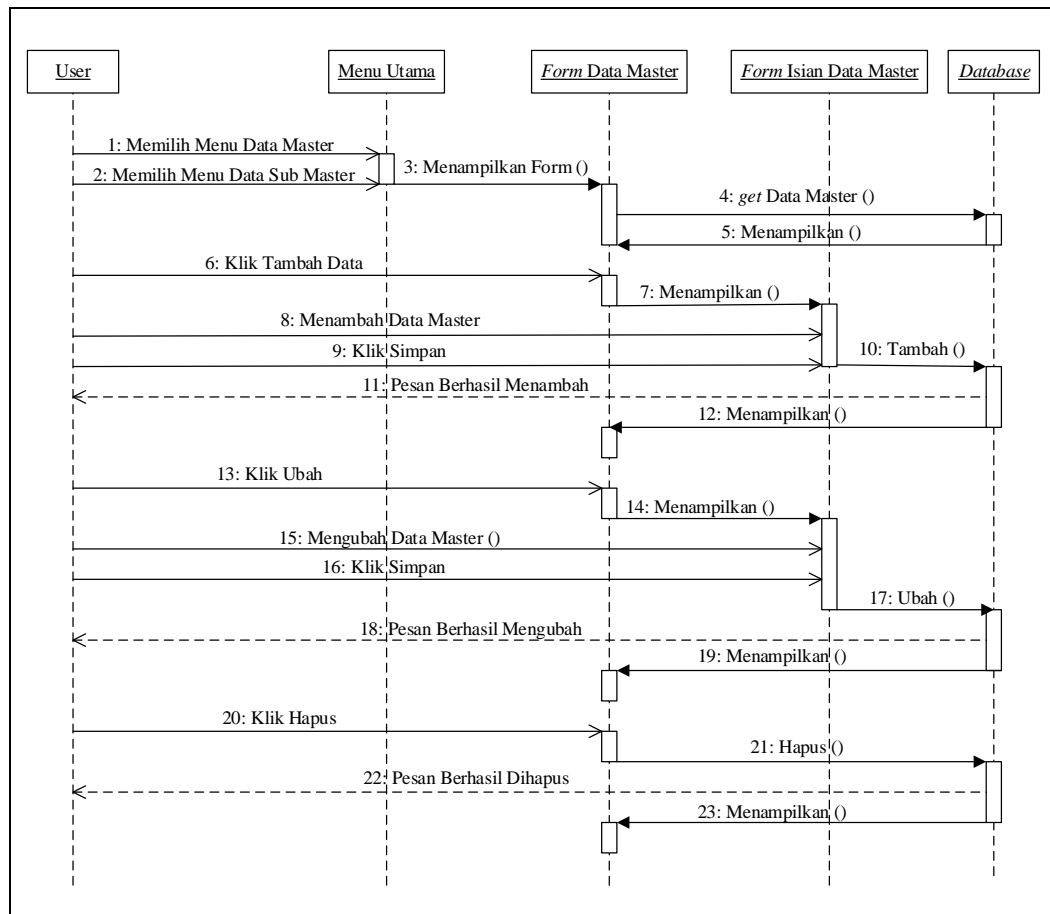 User
Menu Utama
Form Data Master
Form Isian Data Master
Database
1: Memilih Menu Data Master
2: Memilih Menu Data Sub Master
3: Menampilkan Form ()
4: get Data Master ()
5: Menampilkan ()
6: Klik Tambah Data
7: Menampilkan ()
8: Menambah Data Master
9: Klik Simpan
10: Tambah ()
11: Pesan Berhasil Menambah
12: Menampilkan ()
13: Klik Ubah
14: Menampilkan ()
15: Mengubah Data Master ()
16: Klik Simpan
17: Ubah ()
18: Pesan Berhasil Mengubah
19: Menampilkan ()
20: Klik Hapus
21: Hapus ()
22: Pesan Berhasil Dihapus
23: Menampilkan ()